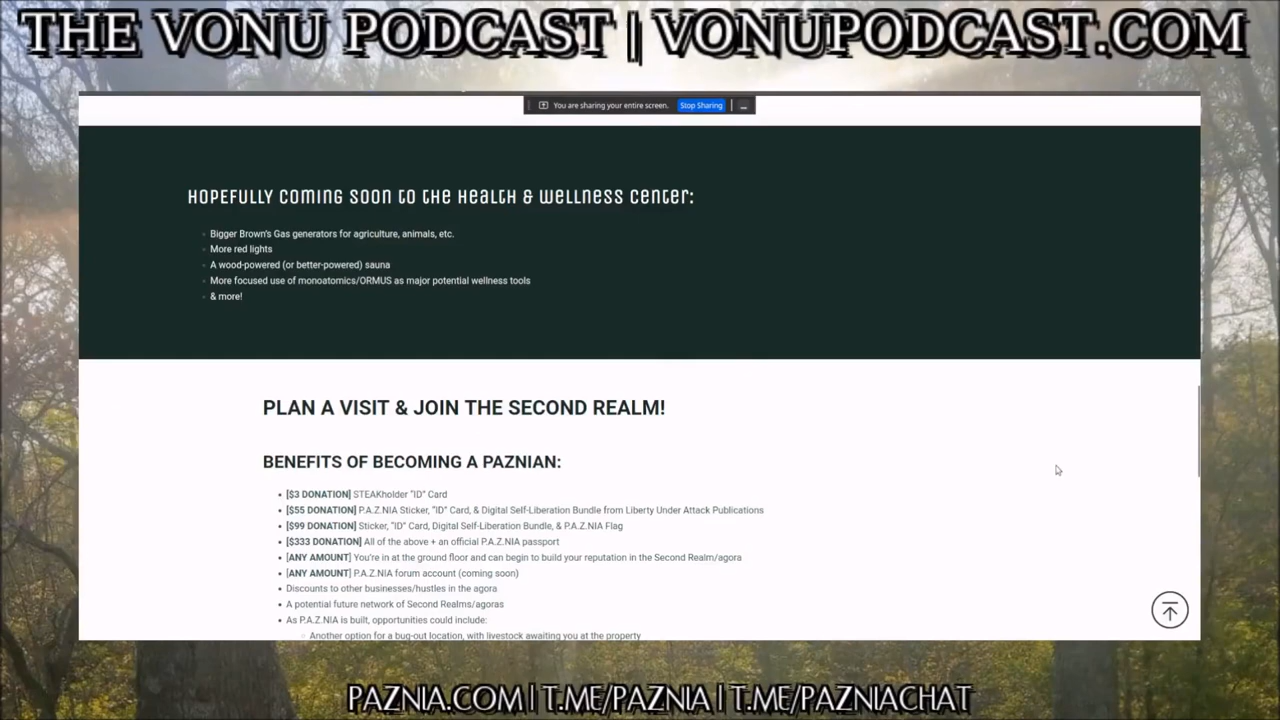 THE VONU PODCAST | VONUPODCAST.COM
You are sharing your entire screen. Stop Sharing
HOPEFULLY COMING SOON TO THE HEALTH & WELLNESS CENTER:
Bigger Brown's Gas generators for agriculture, animals, etc.
More red lights
A wood-powered (or better-powered) sauna
More focused use of monoatomics/ORMUS as major potential wellness tools
& more!
PLAN A VISIT & JOIN THE SECOND REALM!
BENEFITS OF BECOMING A PAZNIAN:
[$3 DONATION] STEAKholder "ID" Card
[$55 DONATION] P.A.Z.NIA Sticker, "ID" Card, & Digital Self-Liberation Bundle from Liberty Under Attack Publications
[$99 DONATION] Sticker, "ID" Card, Digital Self-Liberation Bundle, & P.A.Z.NIA Flag
[$333 DONATION] All of the above + an official P.A.Z.NIA passport
[ANY AMOUNT] You're in at the ground floor and can begin to build your reputation in the Second Realm/agora
[ANY AMOUNT] P.A.Z.NIA forum account (coming soon)
Discounts to other businesses/hustles in the agora
A potential future network of Second Realms/agoras
As P.A.Z.NIA is built, opportunities could include:
Another option for a bug-out location, with livestock awaiting you at the property
PAZNIA.COM | T.ME/PAZNIA | T.ME/PAZNIACHAT